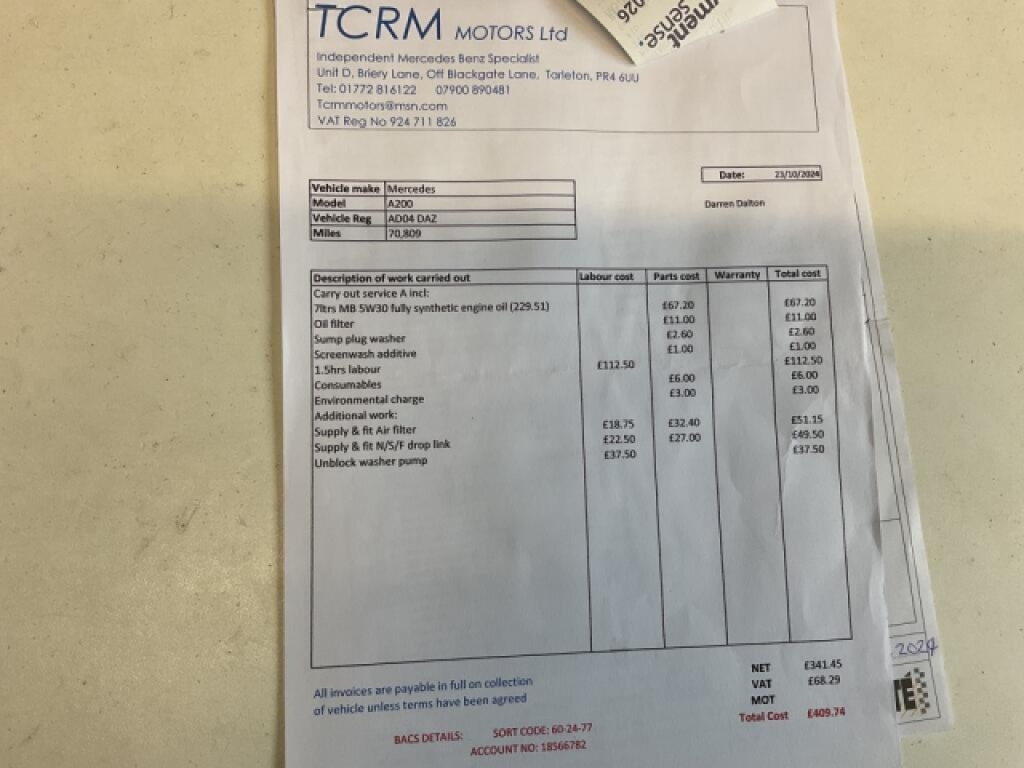 TCRM MOTORS Ltd
Independent Mercedes Benz Specialist
Unit D, Briery Lane, Off Blackgate Lane, Tarleton, PR4 6UU
Tel: 01772 816122 07900 890481
Tcrmmotors@msn.com
VAT Reg No 924 711 826
sense.
2026
Date: 23/10/2024
Darren Dalton
Vehicle make Mercedes
Model A200
Vehicle Reg AD04 DAZ
Miles 70,809
Description of work carried out Labour cost Parts cost Warranty Total cost
Carry out service A incl:
7ltrs MB 5W30 fully synthetic engine oil (229.51) £67.20 £67.20
Oil filter £11.00 £11.00
Sump plug washer £2.60 £2.60
Screenwash additive £1.00 £1.00
1.5hrs labour £112.50 £112.50
Consumables £6.00 £6.00
Environmental charge £3.00 £3.00
Additional work:
Supply & fit Air filter £18.75 £32.40 £51.15
Supply & fit N/S/F drop link £22.50 £27.00 £49.50
Unblock washer pump £37.50 £37.50
All invoices are payable in full on collection
of vehicle unless terms have been agreed
NET £341.45
VAT £68.29
MOT
Total Cost £409.74
BACS DETAILS: SORT CODE: 60-24-77
ACCOUNT NO: 18566782
2024